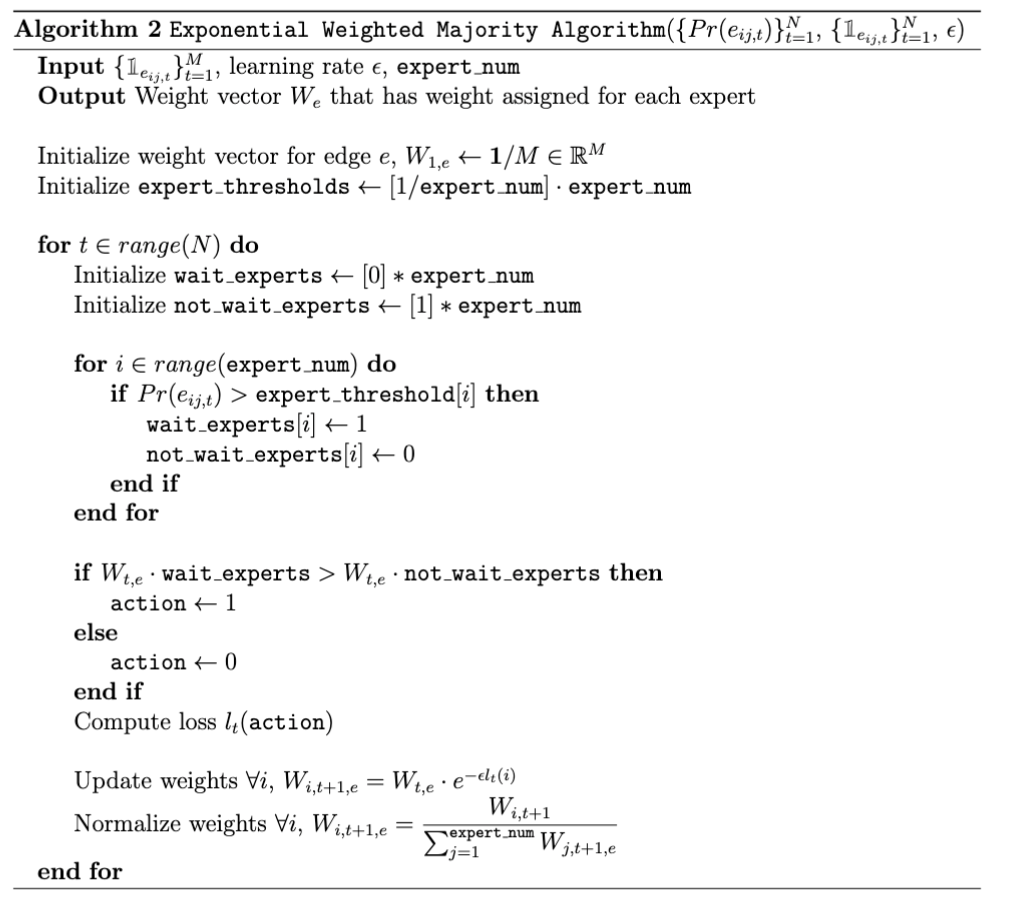 Algorithm 2 Exponential Weighted Majority Algorithm({Pr(e_{ij,t})}_{t=1}^{N}, {𝟙_{e_{ij,t}}}_{t=1}^{N}, ϵ)
Input {𝟙_{e_{ij,t}}}_{t=1}^{M}, learning rate ϵ, expert_num
Output Weight vector W_e that has weight assigned for each expert
Initialize weight vector for edge e, W_{1,e} ← 1/M ∈ ℝ^M
Initialize expert_thresholds ← [1/expert_num] · expert_num
for t ∈ range(N) do
Initialize wait_experts ← [0] * expert_num
Initialize not_wait_experts ← [1] * expert_num
for i ∈ range(expert_num) do
if Pr(e_{ij,t}) > expert_threshold[i] then
wait_experts[i] ← 1
not_wait_experts[i] ← 0
end if
end for
if W_{t,e} · wait_experts > W_{t,e} · not_wait_experts then
action ← 1
else
action ← 0
end if
Compute loss l_t(action)
Update weights ∀i, W_{i,t+1,e} = W_{t,e} · e^{−ϵl_t(i)}
Normalize weights ∀i, W_{i,t+1,e} = \frac{W_{i,t+1}}{∑_{j=1}^{expert_num} W_{j,t+1,e}}
end for